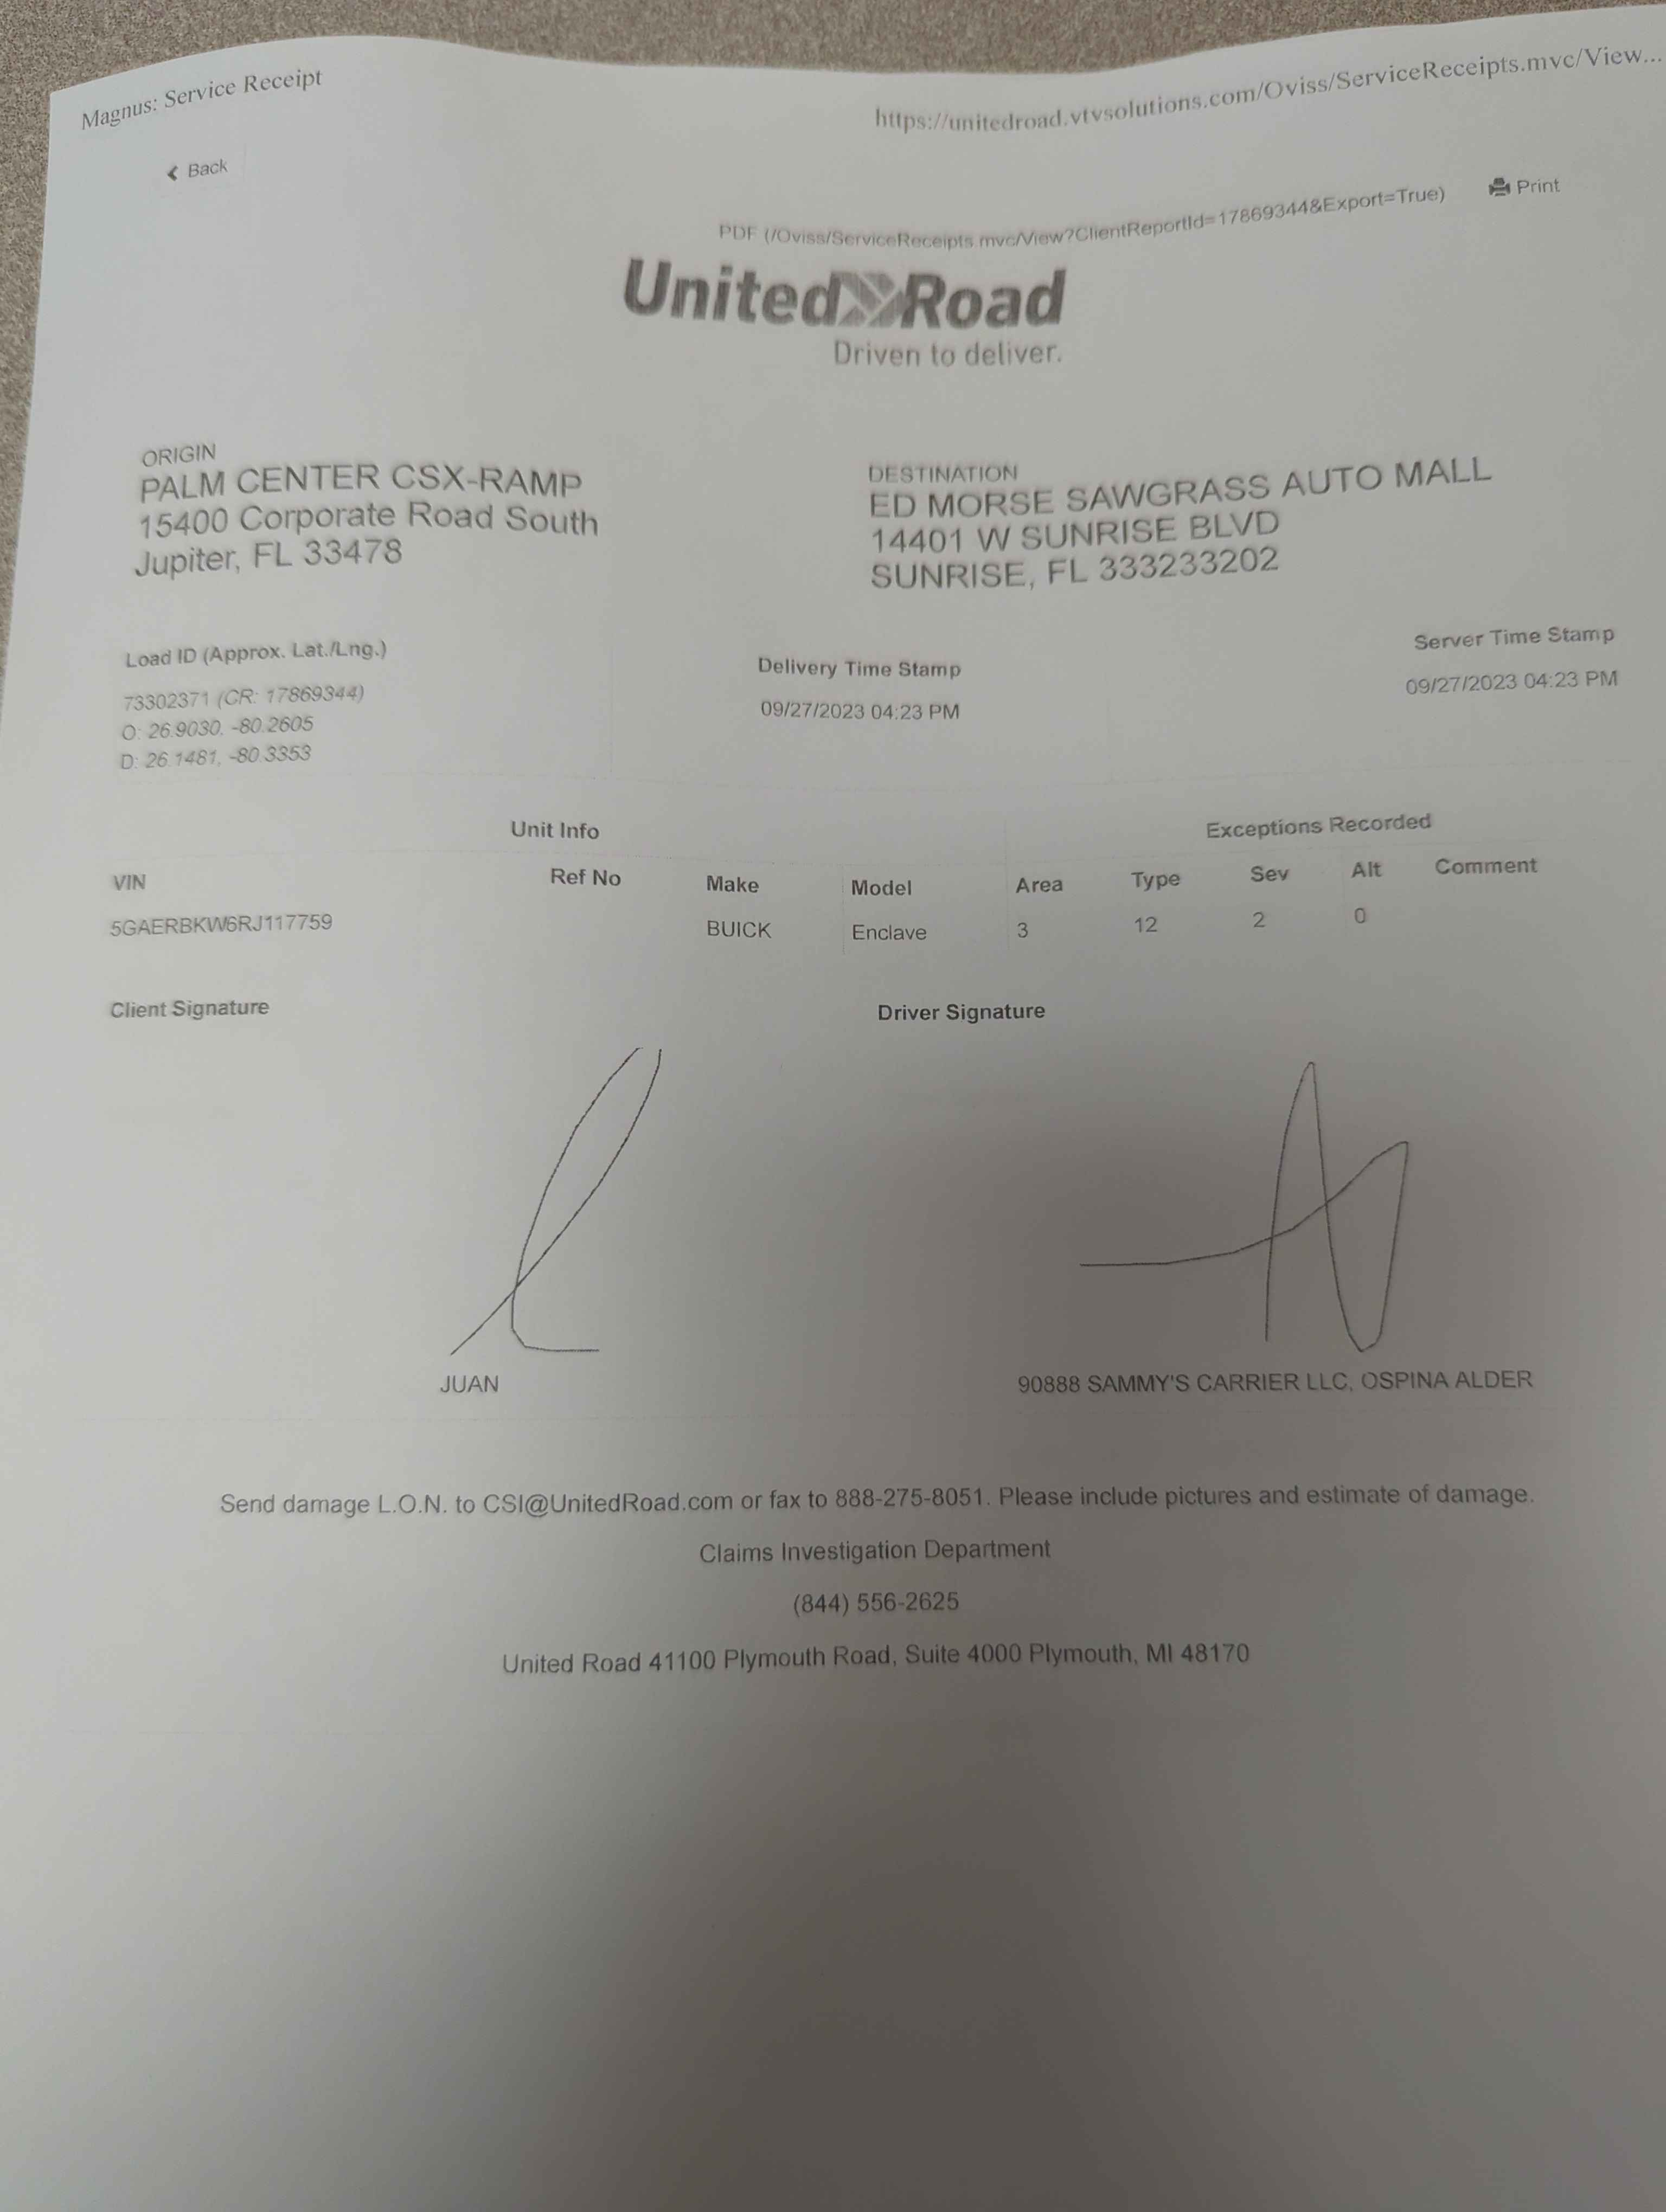 Magnus: Service Receipt
https://unitedroad.vtvsolutions.com/Oviss/ServiceReceipts.mvc/View...
Back
Print
PDF (/Oviss/ServiceReceipts.mvc/View?ClientReportId=17869344&Export=True)
United Road
Driven to deliver.
ORIGIN
PALM CENTER CSX-RAMP
15400 Corporate Road South
Jupiter, FL 33478
DESTINATION
ED MORSE SAWGRASS AUTO MALL
14401 W SUNRISE BLVD
SUNRISE, FL 333233202
Load ID (Approx. Lat./Lng.)
73302371 (CR: 17869344)
O: 26.9030, -80.2605
D: 26.1481, -80.3353
Delivery Time Stamp
09/27/2023 04:23 PM
Server Time Stamp
09/27/2023 04:23 PM
Unit Info Exceptions Recorded
VIN Ref No Make Model Area Type Sev Alt Comment
5GAERBKW6RJ117759 BUICK Enclave 3 12 2 0
Client Signature Driver Signature
JUAN 90888 SAMMY'S CARRIER LLC, OSPINA ALDER
Send damage L.O.N. to CSI@UnitedRoad.com or fax to 888-275-8051. Please include pictures and estimate of damage.
Claims Investigation Department
(844) 556-2625
United Road 41100 Plymouth Road, Suite 4000 Plymouth, MI 48170